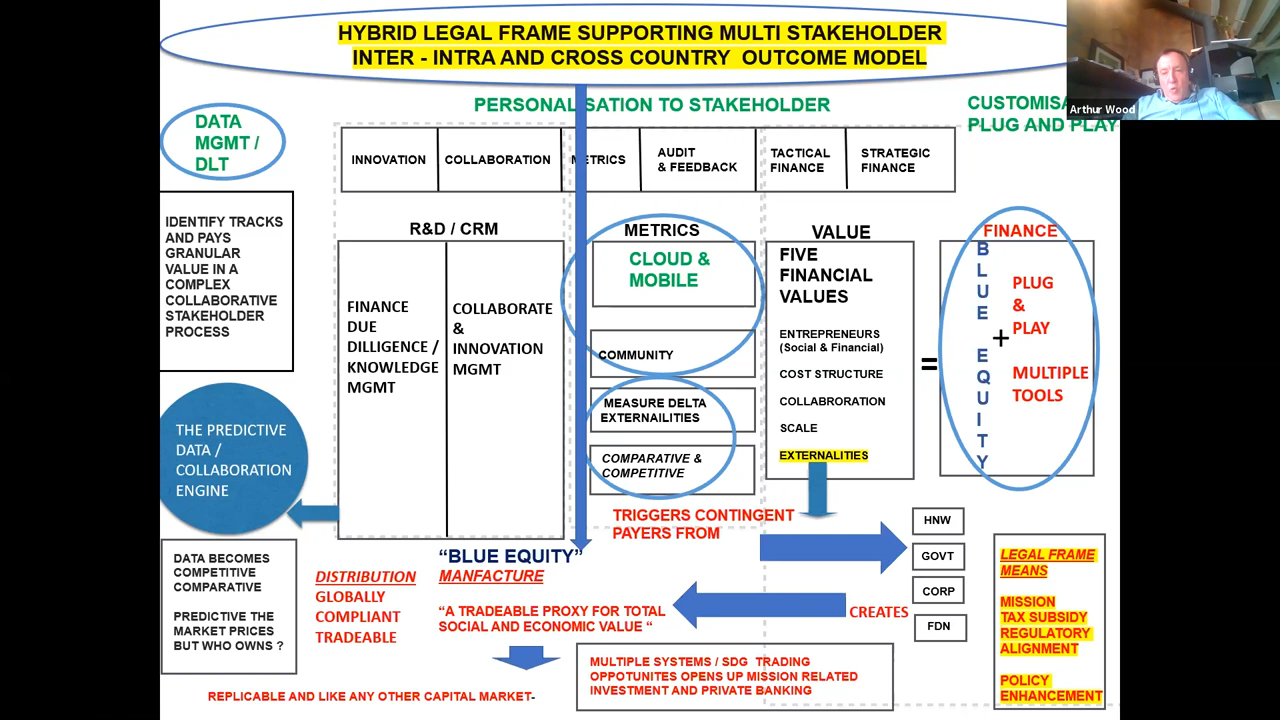 HYBRID LEGAL FRAME SUPPORTING MULTI STAKEHOLDER
INTER - INTRA AND CROSS COUNTRY OUTCOME MODEL
Arthur Wood
PERSONALISATION TO STAKEHOLDER
CUSTOMISA
PLUG AND PLAY
DATA
MGMT /
DLT
INNOVATION
COLLABORATION
METRICS
AUDIT
& FEEDBACK
TACTICAL
FINANCE
STRATEGIC
FINANCE
IDENTIFY TRACKS
AND PAYS
GRANULAR
VALUE IN A
COMPLEX
COLLABORATIVE
STAKEHOLDER
PROCESS
R&D / CRM
FINANCE
DUE
DILLIGENCE /
KNOWLEDGE
MGMT
COLLABORATE
&
INNOVATION
MGMT
METRICS
CLOUD &
MOBILE
COMMUNITY
MEASURE DELTA
EXTERNAILITIES
COMPARATIVE &
COMPETITIVE
VALUE
FIVE
FINANCIAL
VALUES
ENTREPRENEURS
(Social & Financial)
COST STRUCTURE
COLLABRORATION
SCALE
EXTERNALITIES
=
FINANCE
BLUE EQUITY
+
PLUG
&
PLAY
MULTIPLE
TOOLS
THE PREDICTIVE
DATA /
COLLABORATION
ENGINE
TRIGGERS CONTINGENT
PAYERS FROM
HNW
GOVT
CORP
FDN
DATA BECOMES
COMPETITIVE
COMPARATIVE
PREDICTIVE THE
MARKET PRICES
BUT WHO OWNS ?
DISTRIBUTION
GLOBALLY
COMPLIANT
TRADEABLE
“BLUE EQUITY”
MANFACTURE
“A TRADEABLE PROXY FOR TOTAL
SOCIAL AND ECONOMIC VALUE “
CREATES
LEGAL FRAME
MEANS
MISSION
TAX SUBSIDY
REGULATORY
ALIGNMENT
POLICY
ENHANCEMENT
MULTIPLE SYSTEMS / SDG TRADING
OPPOTUNITES OPENS UP MISSION RELATED
INVESTMENT AND PRIVATE BANKING
REPLICABLE AND LIKE ANY OTHER CAPITAL MARKET-